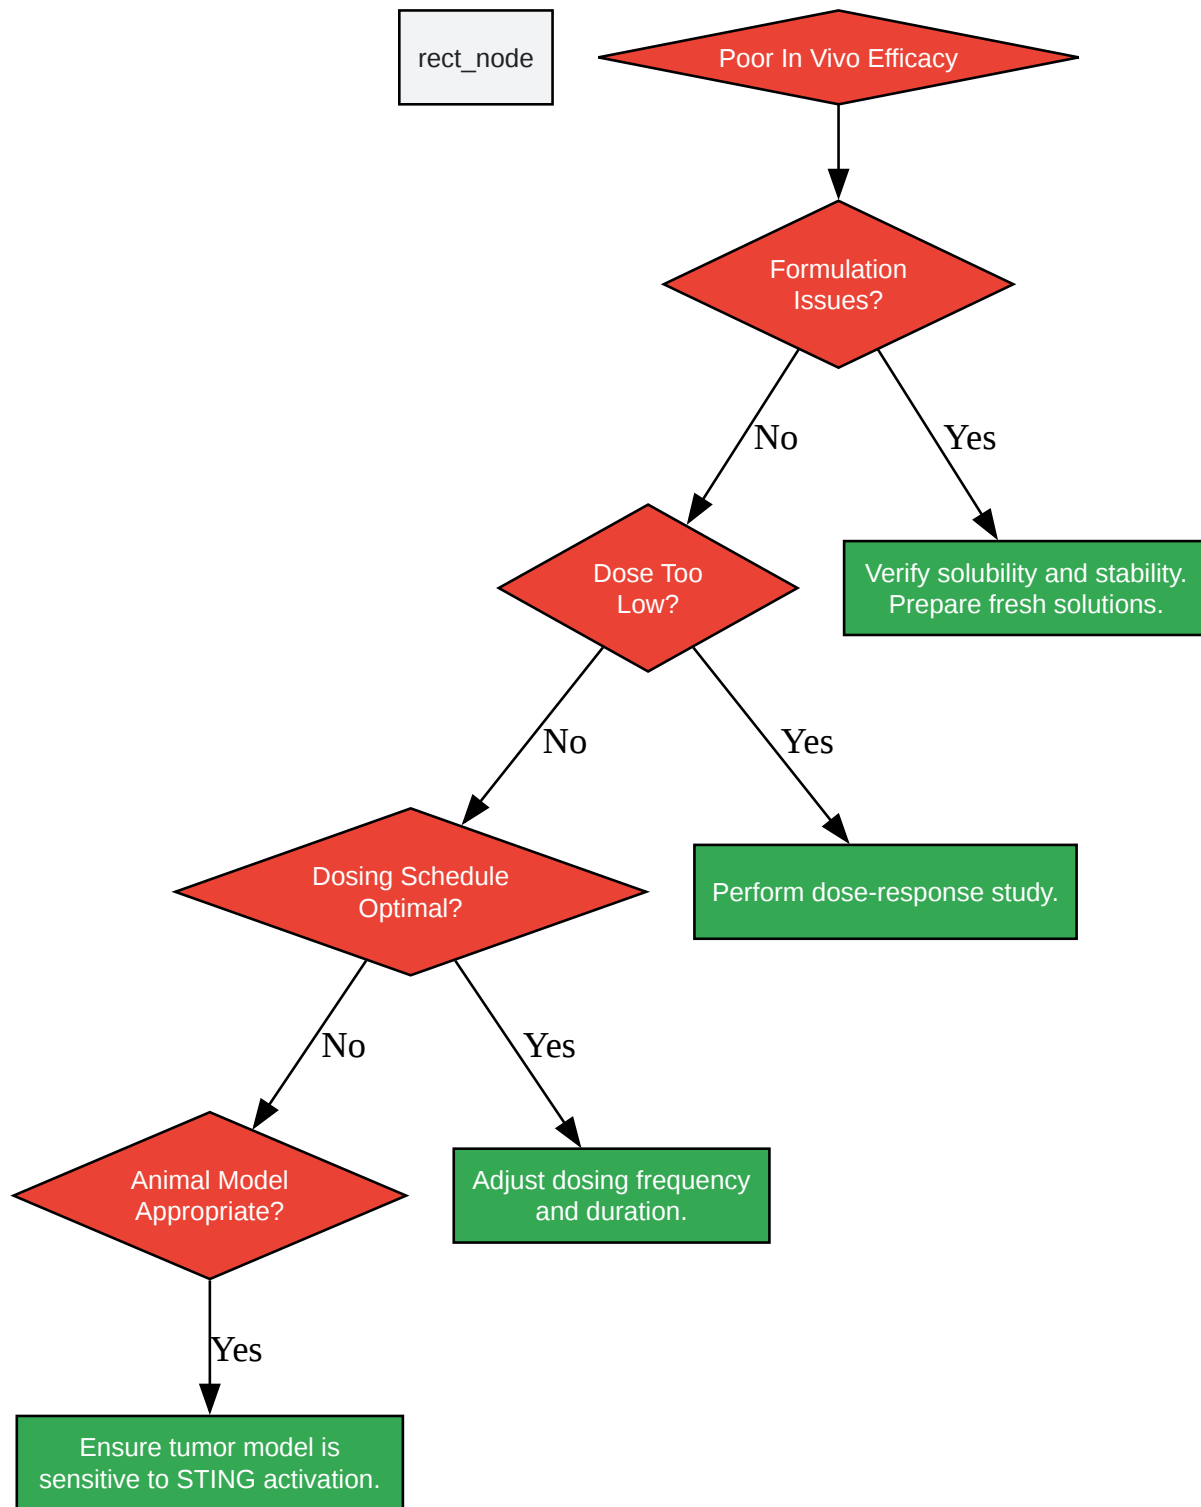 rect_node
Poor In Vivo Efficacy
Formulation
Issues?
No
Yes
Dose Too
Low?
Verify solubility and stability.
Prepare fresh solutions.
No
Yes
Dosing Schedule
Optimal?
Perform dose-response study.
No
Yes
Animal Model
Appropriate?
Adjust dosing frequency
and duration.
Yes
Ensure tumor model is
sensitive to STING activation.